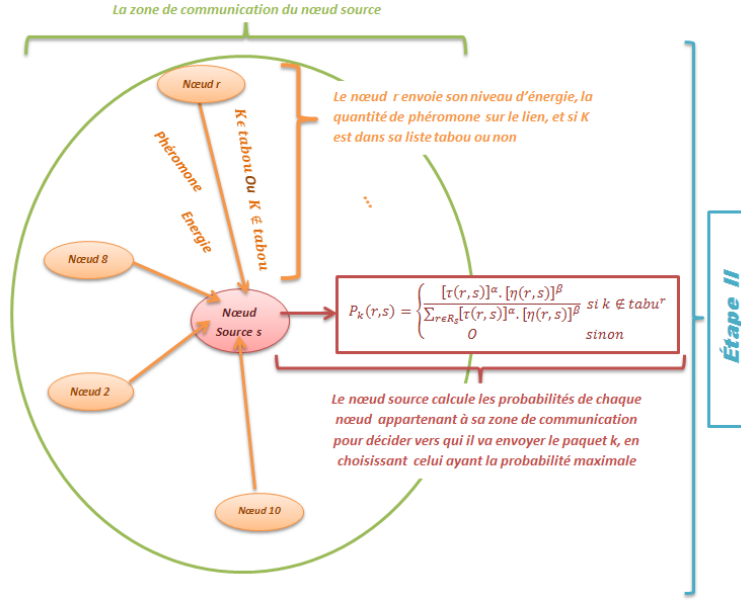 La zone de communication du nœud source
Nœud r
Le nœud r envoie son niveau d'énergie, la
quantité de phéromone sur le lien, et si K
est dans sa liste tabou ou non
Phéromone
Energie
K ϵ tabou Ou K ∉ tabou
...
Nœud 8
Nœud
Source s
P_k(r,s) = { [τ(r,s)]^α . [η(r,s)]^β / ∑_{rϵR_s} [τ(r,s)]^α . [η(r,s)]^β si k ∉ tabu^r
O sinon
Étape II
Nœud 2
Le nœud source calcule les probabilités de chaque
nœud appartenant à sa zone de communication
pour décider vers qui il va envoyer le paquet k, en
choisissant celui ayant la probabilité maximale
Nœud 10